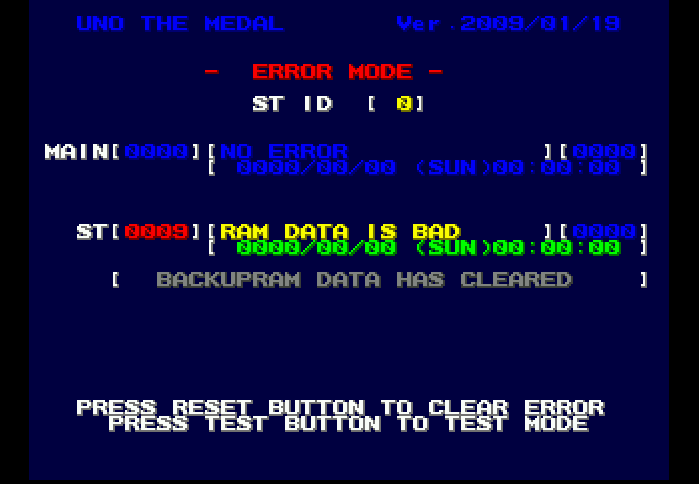 UNO THE MEDAL Ver.2009/01/19
- ERROR MODE -
ST ID [ 0]
MAIN[0000][NO ERROR ][0000]
[ 0000/00/00 (SUN)00:00:00 ]
ST[0009][RAM DATA IS BAD ][0000]
[ 0000/00/00 (SUN)00:00:00 ]
[ BACKUPRAM DATA HAS CLEARED ]
PRESS RESET BUTTON TO CLEAR ERROR
PRESS TEST BUTTON TO TEST MODE